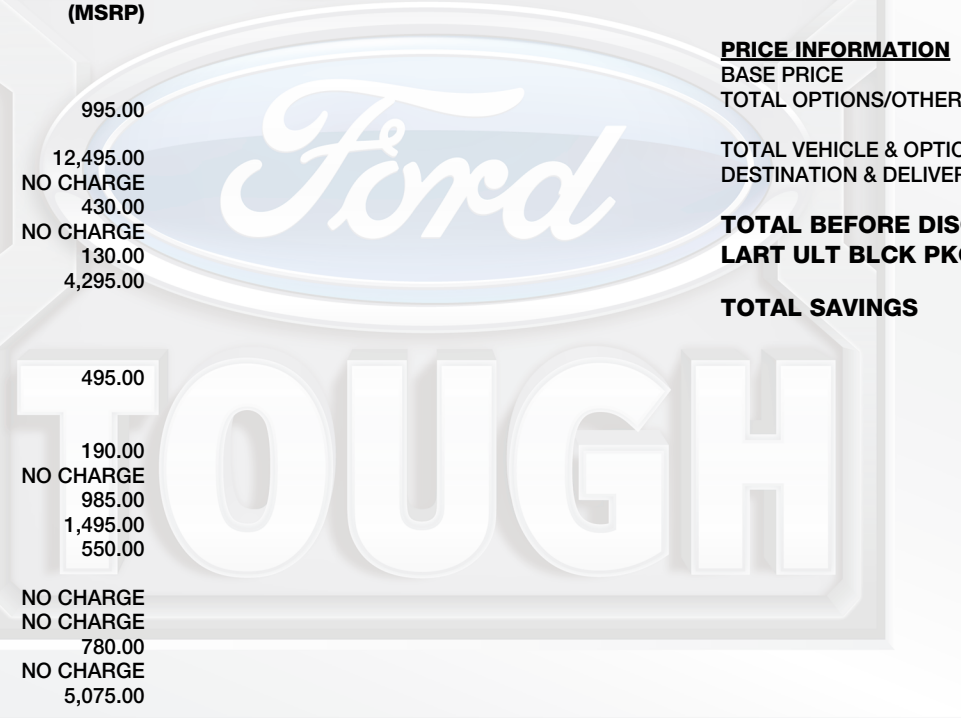 (MSRP)
995.00
12,495.00
NO CHARGE
430.00
NO CHARGE
130.00
4,295.00
495.00
190.00
NO CHARGE
985.00
1,495.00
550.00
NO CHARGE
NO CHARGE
780.00
NO CHARGE
5,075.00
Ford
TOUGH
PRICE INFORMATION
BASE PRICE
TOTAL OPTIONS/OTHER
TOTAL VEHICLE & OPTIO
DESTINATION & DELIVER
TOTAL BEFORE DIS
LART ULT BLCK PK
TOTAL SAVINGS